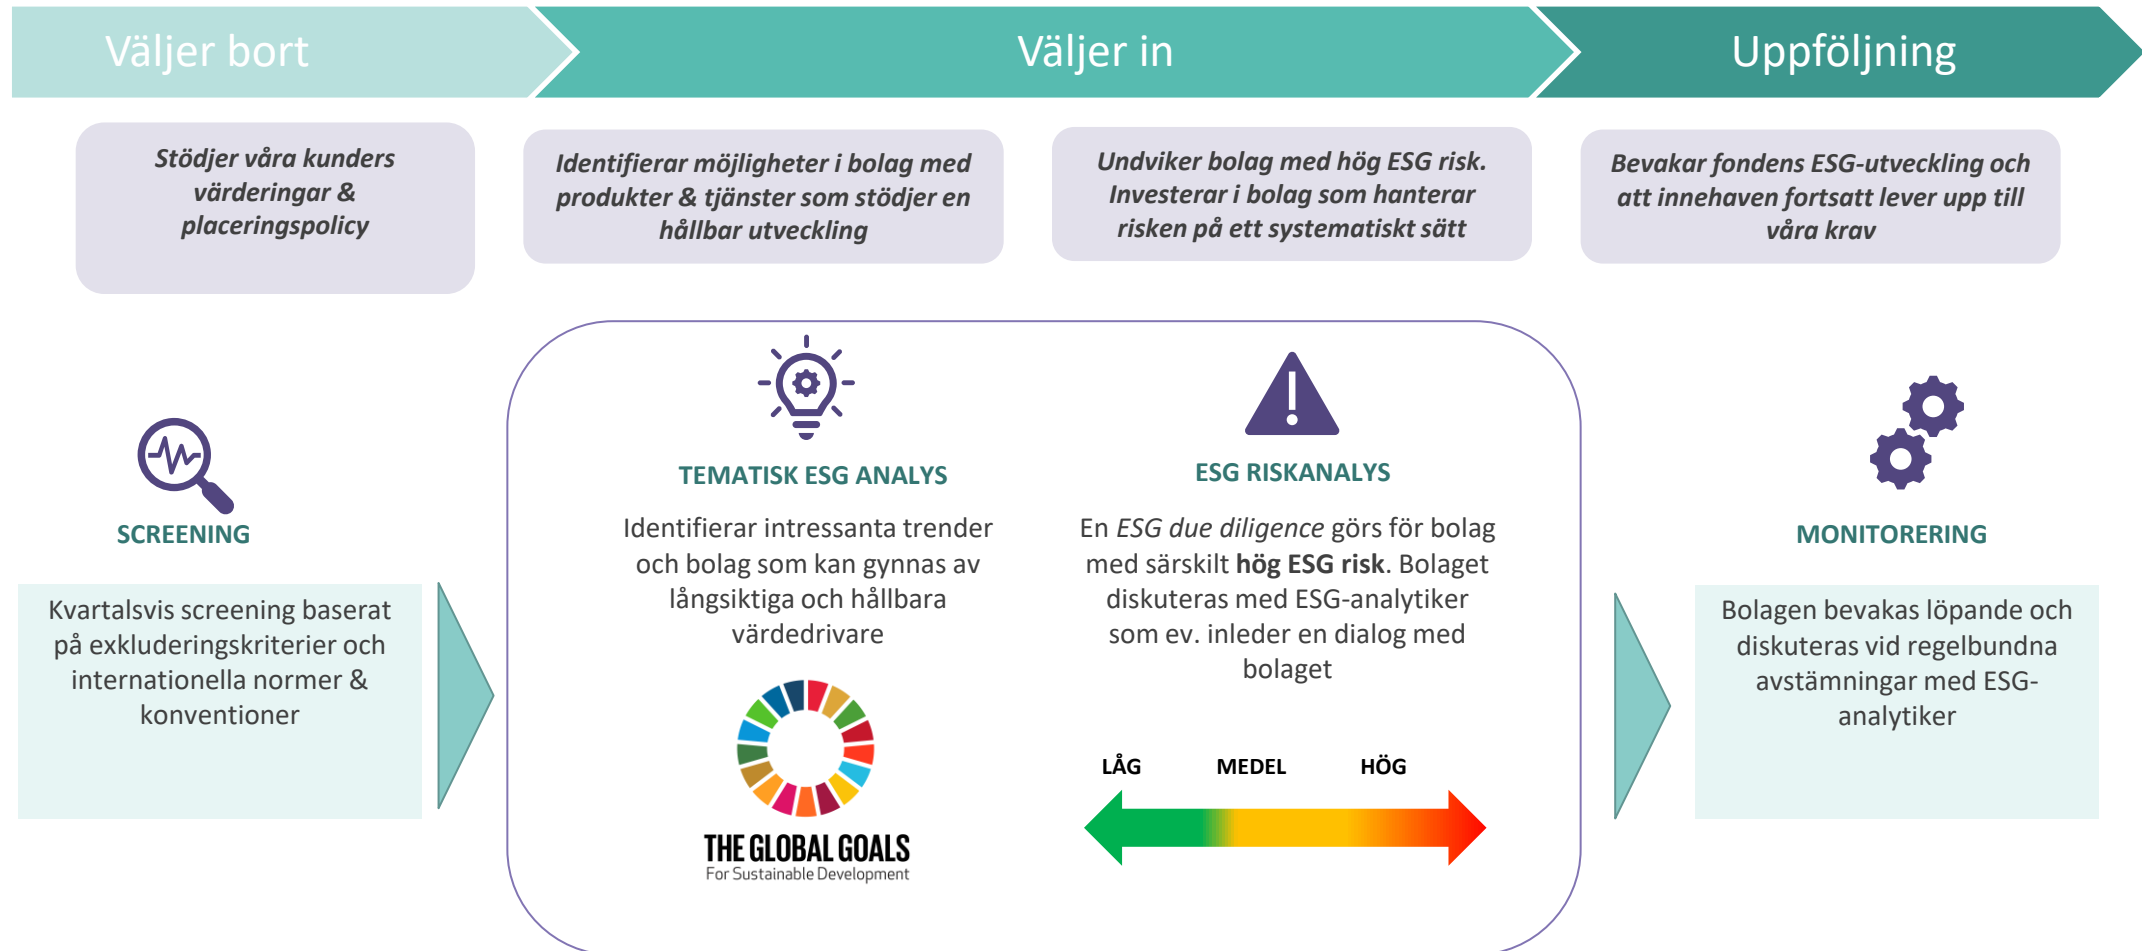 Väljer bort
Väljer in
Uppföljning
Stödjer våra kunders
värderingar &
placeringspolicy
Identifierar möjligheter i bolag med
produkter & tjänster som stödjer en
hållbar utveckling
Undviker bolag med hög ESG risk.
Investerar i bolag som hanterar
risken på ett systematiskt sätt
Bevakar fondens ESG-utveckling och
att innehaven fortsatt lever upp till
våra krav
SCREENING
Kvartalsvis screening baserat
på exkluderingskriterier och
internationella normer &
konventioner
TEMATISK ESG ANALYS
Identifierar intressanta trender
och bolag som kan gynnas av
långsiktiga och hållbara
värdedrivare
THE GLOBAL GOALS
For Sustainable Development
ESG RISKANALYS
En ESG due diligence görs för bolag
med särskilt hög ESG risk. Bolaget
diskuteras med ESG-analytiker
som ev. inleder en dialog med
bolaget
LÅG MEDEL HÖG
MONITORERING
Bolagen bevakas löpande och
diskuteras vid regelbundna
avstämningar med ESG-
analytiker